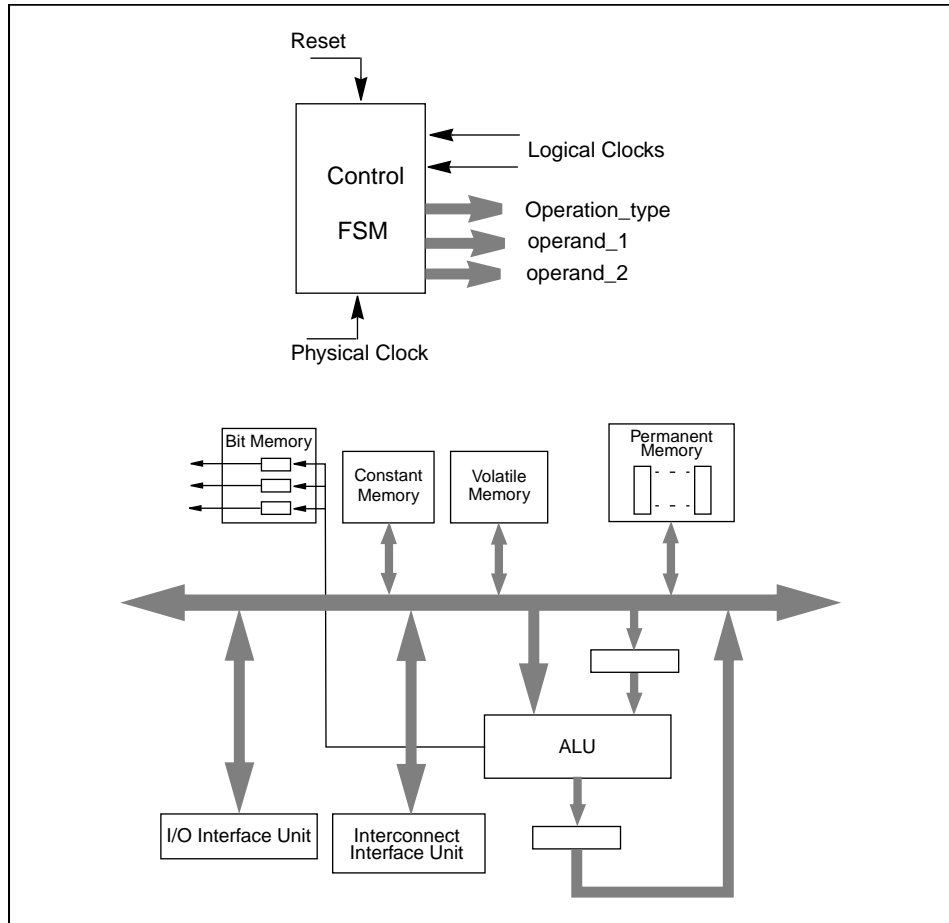 Reset
Logical Clocks
Control
FSM
Operation_type
operand_1
operand_2
Physical Clock
Bit Memory
Constant
Memory
Volatile
Memory
Permanent
Memory
ALU
I/O Interface Unit
Interconnect
Interface Unit